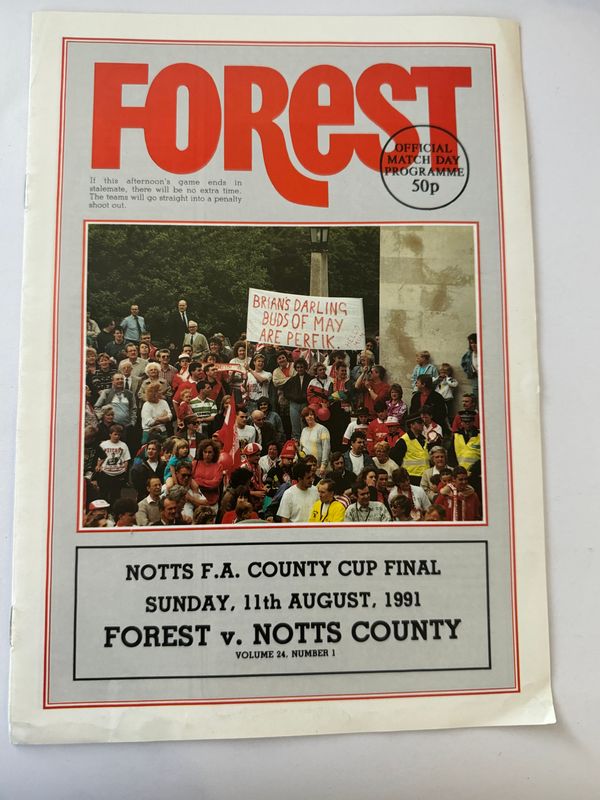 FOREST
OFFICIAL
MATCH DAY
PROGRAMME
50p
If this afternoon's game ends in
stalemate, there will be no extra time.
The teams will go straight into a penalty
shoot out.
BRIAN'S DARLING
BUDS OF MAY
ARE PERFIK.
NOTTS F.A. COUNTY CUP FINAL
SUNDAY, 11th AUGUST, 1991
FOREST v. NOTTS COUNTY
VOLUME 24, NUMBER 1